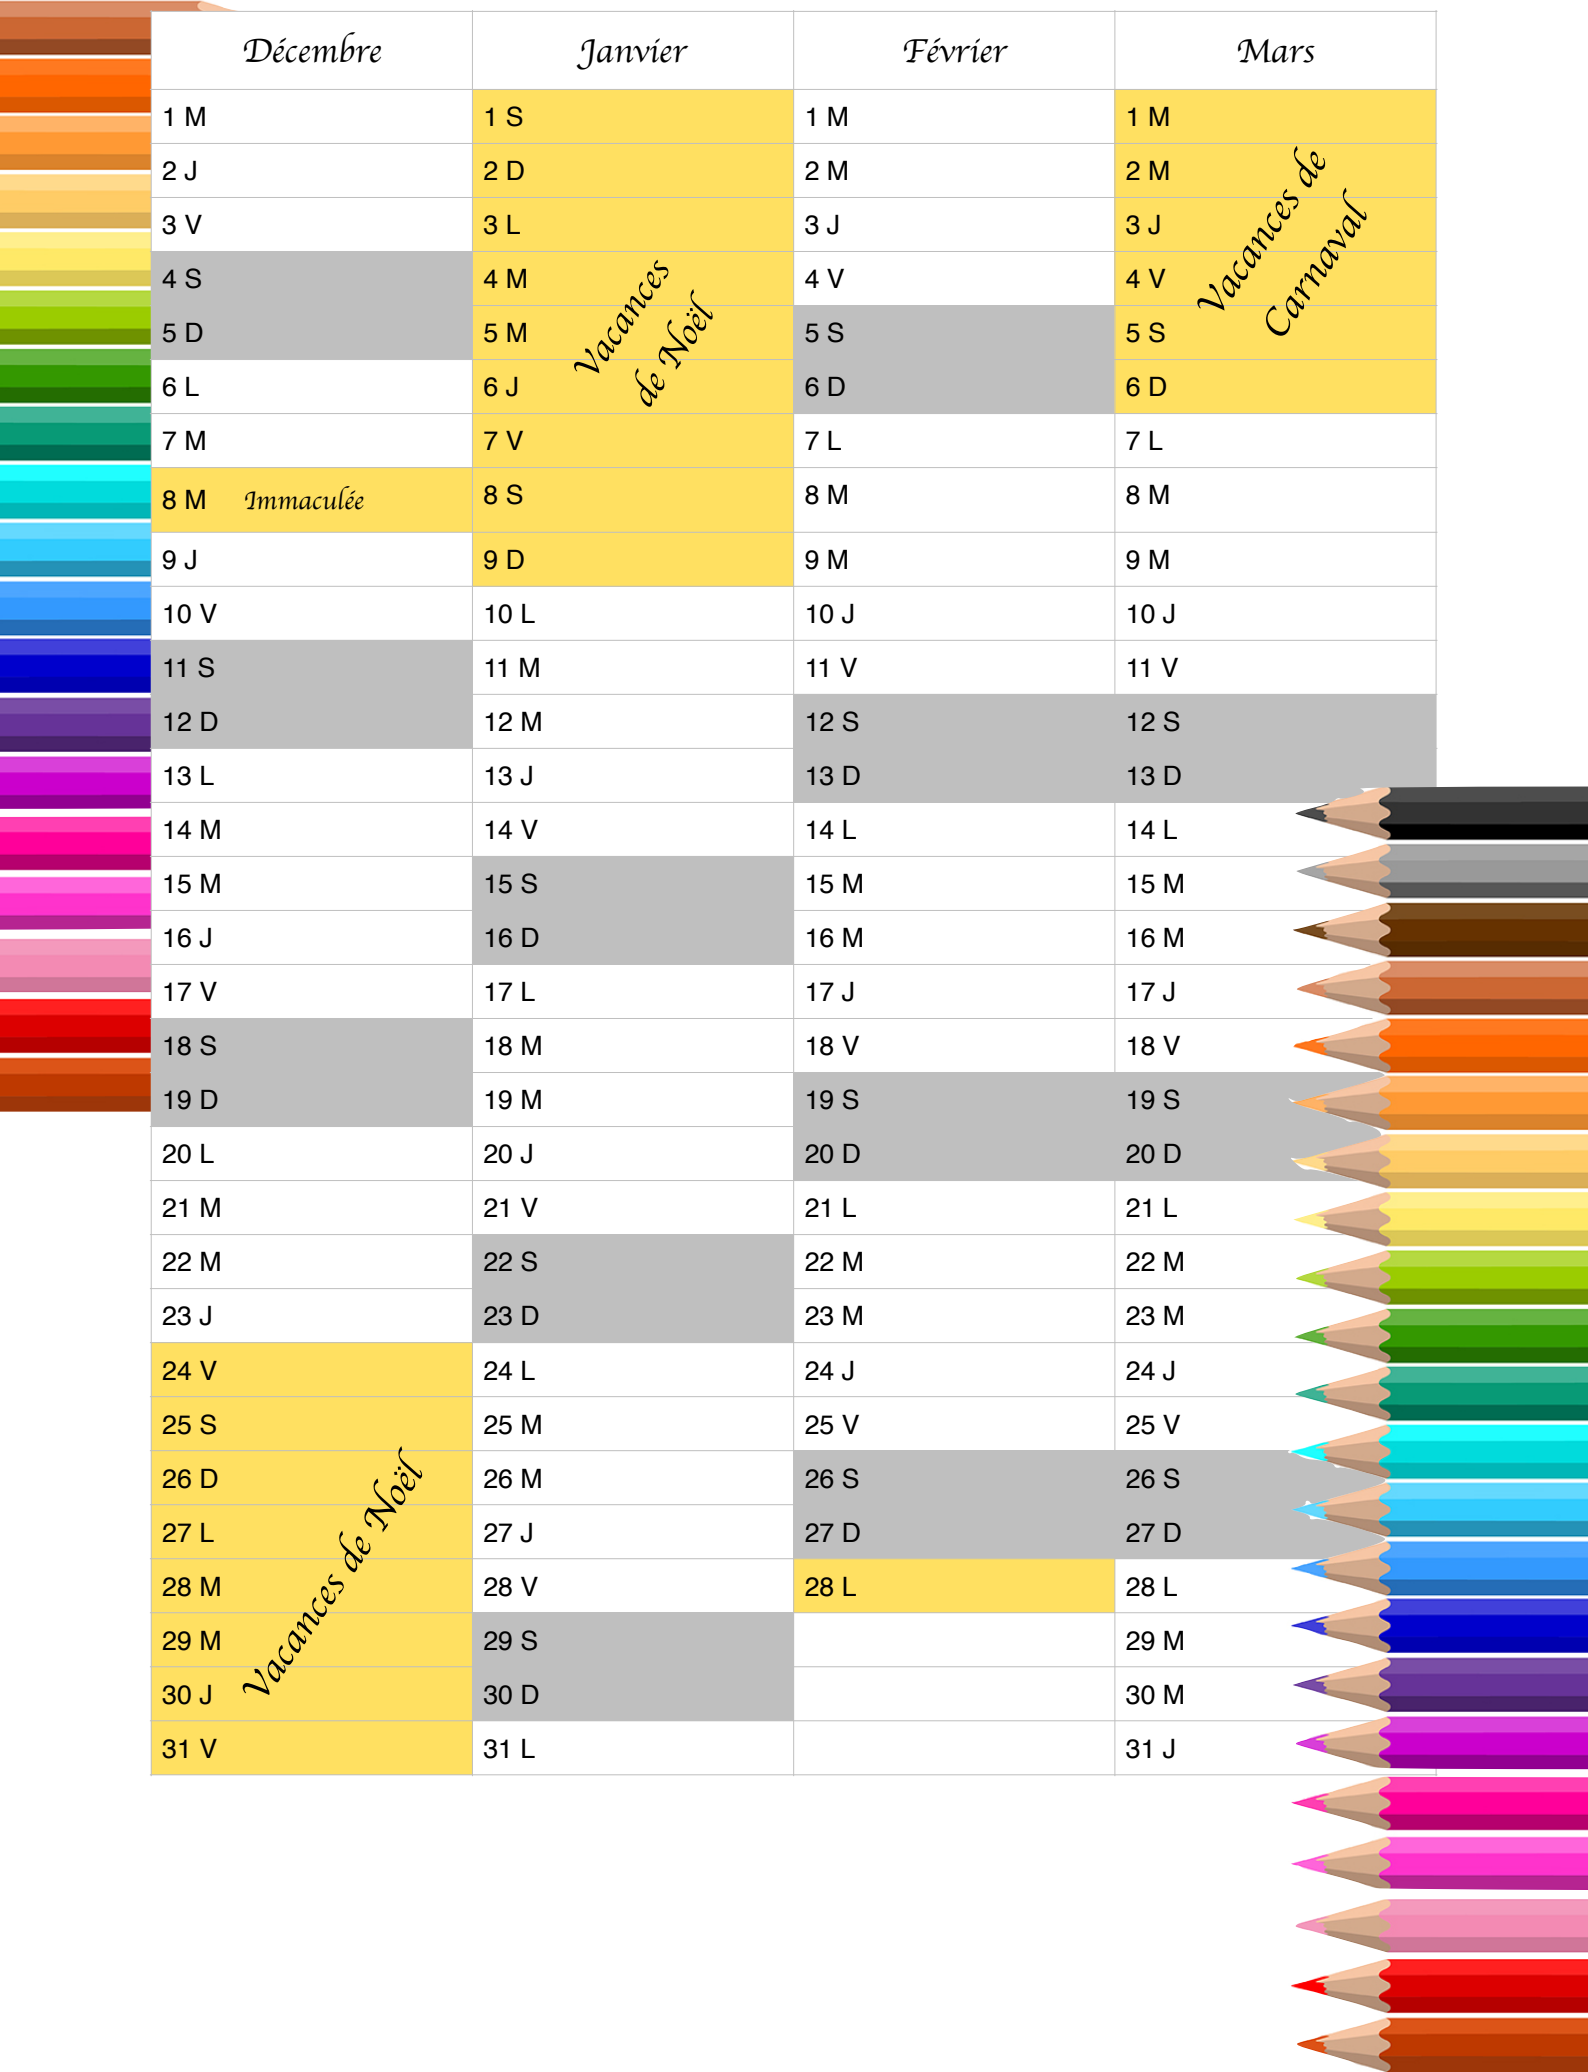 Décembre Janvier Février Mars
1 M 1 S 1 M 1 M
2 J 2 D 2 M 2 M
3 V 3 L 3 J 3 J
4 S 4 M 4 V 4 V
5 D 5 M 5 S 5 S
6 L 6 J 6 D 6 D
Vacances de
Carnaval
Vacances
de Noël
7 M 7 V 7 L 7 L
8 M Immaculée 8 S 8 M 8 M
9 J 9 D 9 M 9 M
10 V 10 L 10 J 10 J
11 S 11 M 11 V 11 V
12 D 12 M 12 S 12 S
13 L 13 J 13 D 13 D
14 M 14 V 14 L 14 L
15 M 15 S 15 M 15 M
16 J 16 D 16 M 16 M
17 V 17 L 17 J 17 J
18 S 18 M 18 V 18 V
19 D 19 M 19 S 19 S
20 L 20 J 20 D 20 D
21 M 21 V 21 L 21 L
22 M 22 S 22 M 22 M
23 J 23 D 23 M 23 M
24 V 24 L 24 J 24 J
25 S 25 M 25 V 25 V
26 D 26 M 26 S 26 S
27 L 27 J 27 D 27 D
28 M 28 V 28 L 28 L
29 M 29 S 29 M
30 J 30 D 30 M
31 V 31 L 31 J
Vacances de Noël